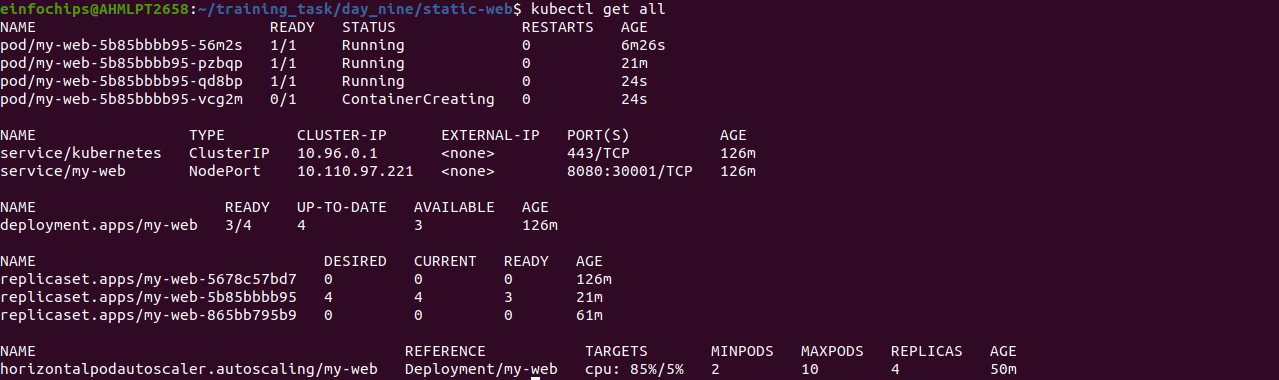 einfochips@AHMLPT2658:~/training_task/day_nine/static-web$ kubectl get all
NAME                          READY   STATUS              RESTARTS   AGE
pod/my-web-5b85bbbb95-56m2s   1/1     Running             0          6m26s
pod/my-web-5b85bbbb95-pzbqp   1/1     Running             0          21m
pod/my-web-5b85bbbb95-qd8bp   1/1     Running             0          24s
pod/my-web-5b85bbbb95-vcg2m   0/1     ContainerCreating   0          24s
NAME                 TYPE        CLUSTER-IP      EXTERNAL-IP   PORT(S)          AGE
service/kubernetes   ClusterIP   10.96.0.1       <none>        443/TCP          126m
service/my-web       NodePort    10.110.97.221   <none>        8080:30001/TCP   126m
NAME                     READY   UP-TO-DATE   AVAILABLE   AGE
deployment.apps/my-web   3/4     4            3           126m
NAME                                DESIRED   CURRENT   READY   AGE
replicaset.apps/my-web-5678c57bd7   0         0         0       126m
replicaset.apps/my-web-5b85bbbb95   4         4         3       21m
replicaset.apps/my-web-865bb795b9   0         0         0       61m
NAME                                         REFERENCE           TARGETS       MINPODS   MAXPODS   REPLICAS   AGE
horizontalpodautoscaler.autoscaling/my-web   Deployment/my-web   cpu: 85%/5%   2         10        4          50m